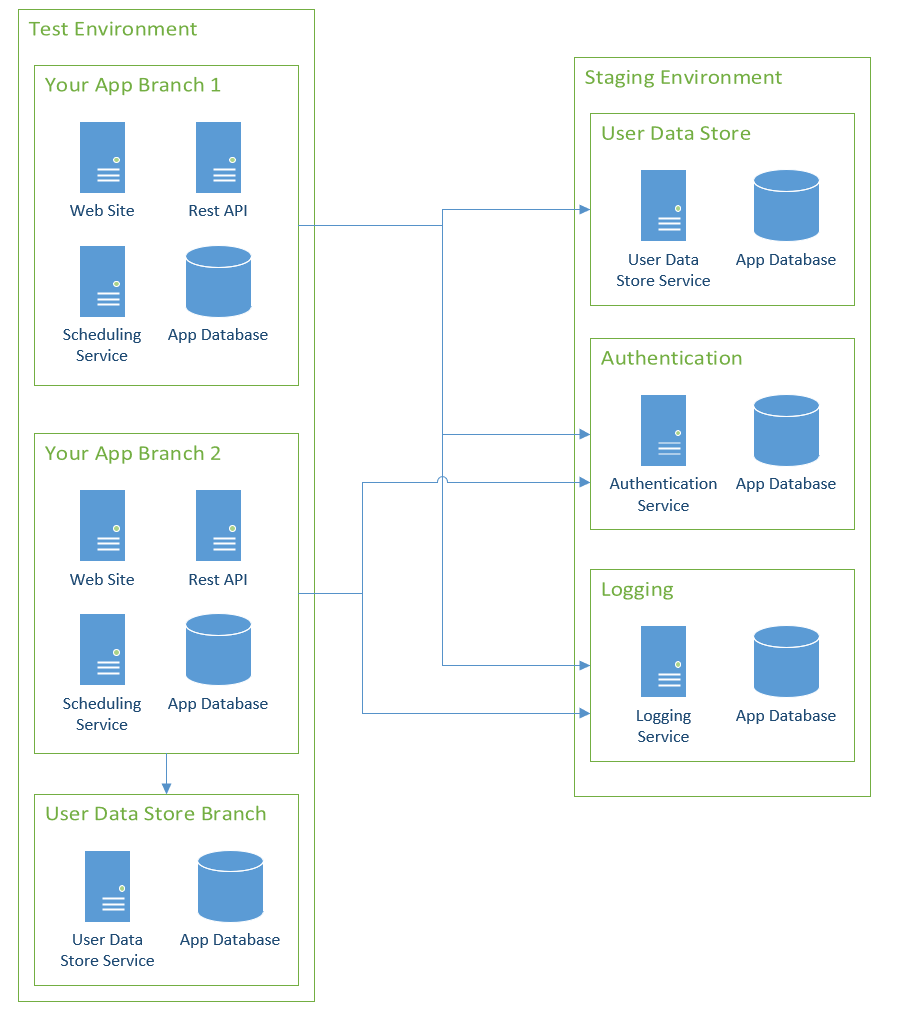 Test Environment
Your App Branch 1
Web Site
Rest API
Scheduling
Service
App Database
Your App Branch 2
Web Site
Rest API
Scheduling
Service
App Database
User Data Store Branch
User Data
Store Service
App Database
Staging Environment
User Data Store
User Data
Store Service
App Database
Authentication
Authentication
Service
App Database
Logging
Logging
Service
App Database